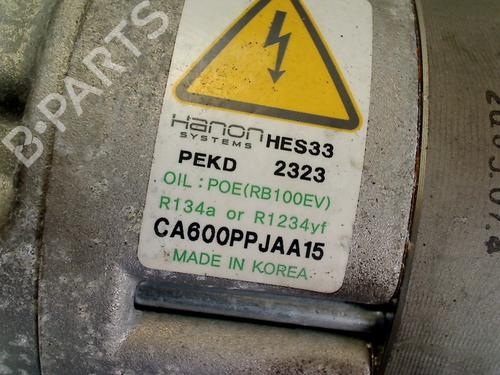 B-PARTS
Hanon
SYSTEMS
HES33
PEKD 2323
OIL : POE(RB100EV)
R134a or R1234yf
CA600PPJAA15
MADE IN KOREA